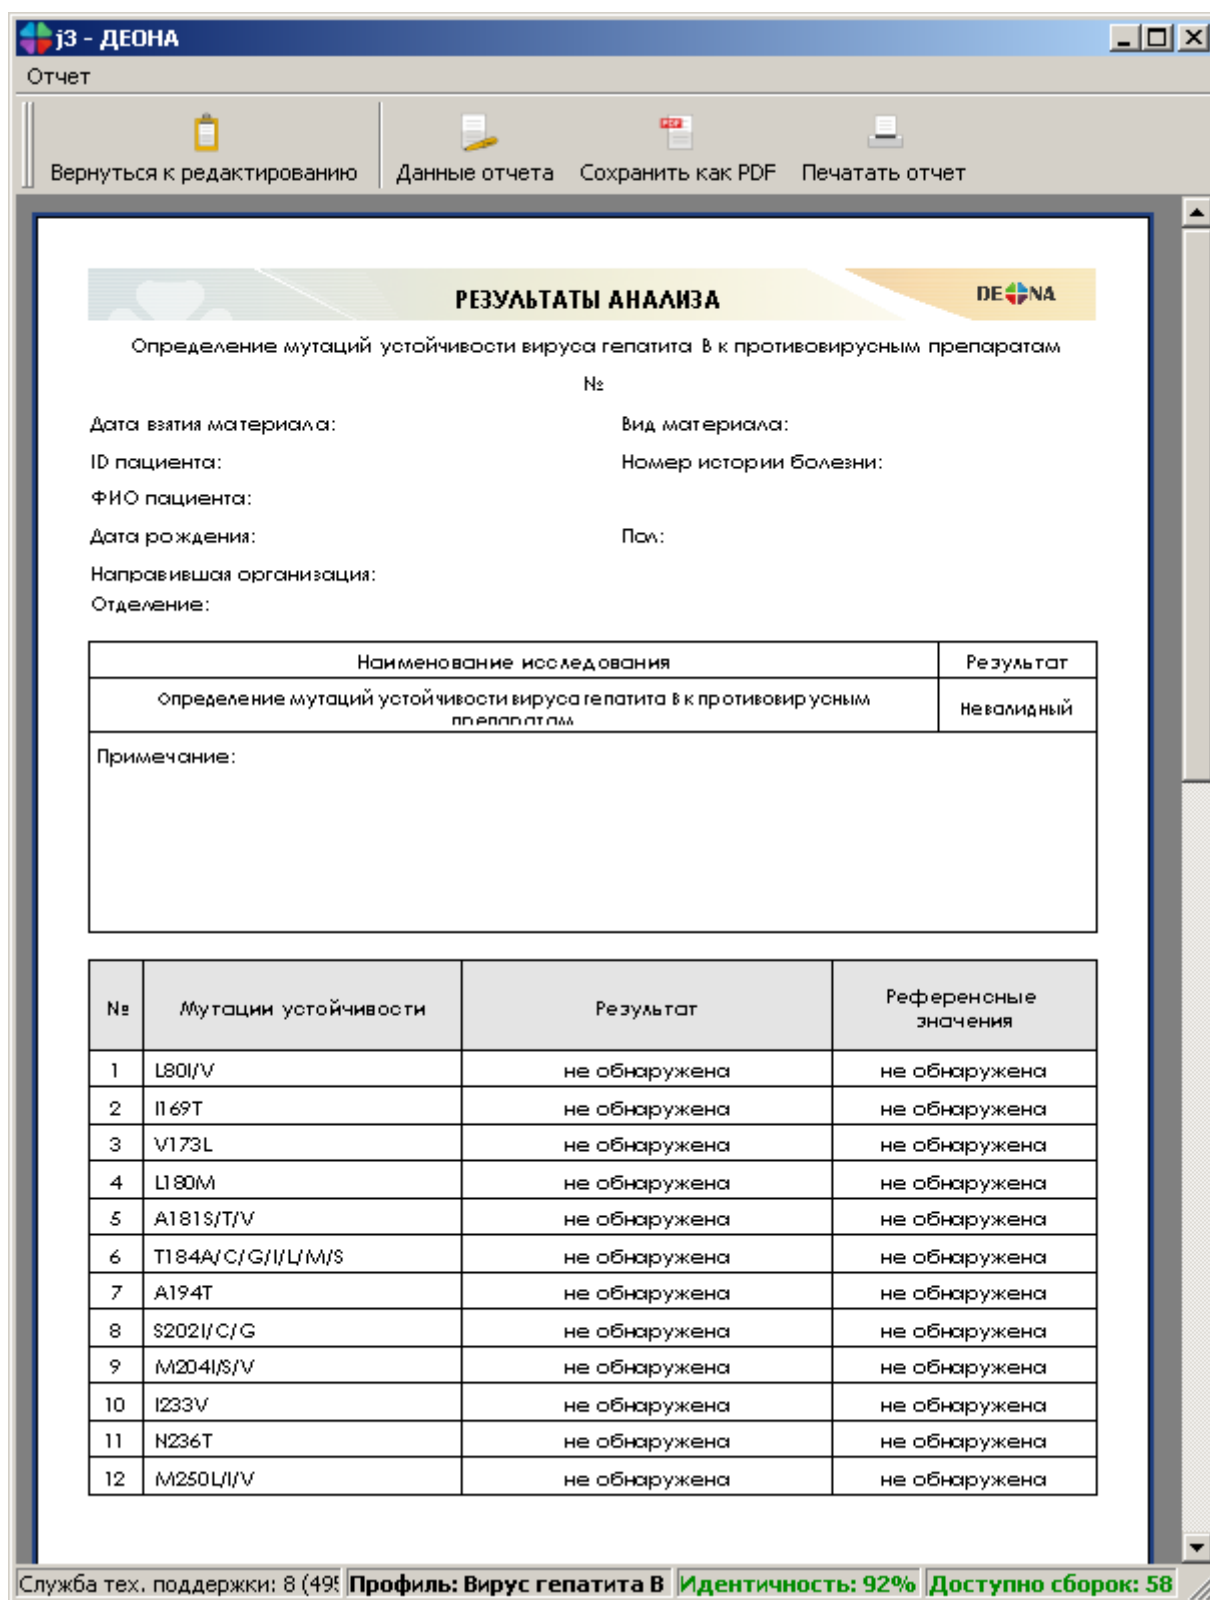 j3 - ДЕОНА
Отчет
Вернуться к редактированию Данные отчета Сохранить как PDF Печатать отчет
РЕЗУЛЬТАТЫ АНАЛИЗА DEONA
Определение мутаций устойчивости вируса гепатита В к противовирусным препаратам
№
Дата взятия материала: Вид материала:
ID пациента: Номер истории болезни:
ФИО пациента:
Дата рождения: Пол:
Направившая организация:
Отделение:
Наименование исследования Результат
Определение мутаций устойчивости вируса гепатита В к противовирусным
препаратам Невалидный
Примечание:
№ Мутации устойчивости Результат Референсные значения
1 L80I/V не обнаружена не обнаружена
2 I169T не обнаружена не обнаружена
3 V173L не обнаружена не обнаружена
4 L180M не обнаружена не обнаружена
5 A181S/T/V не обнаружена не обнаружена
6 T184A/C/G/I/L/M/S не обнаружена не обнаружена
7 A194T не обнаружена не обнаружена
8 S202I/C/G не обнаружена не обнаружена
9 M204I/S/V не обнаружена не обнаружена
10 I233V не обнаружена не обнаружена
11 N236T не обнаружена не обнаружена
12 M250L/I/V не обнаружена не обнаружена
Служба тех. поддержки: 8 (495 Профиль: Вирус гепатита В Идентичность: 92% Доступно сборок: 58